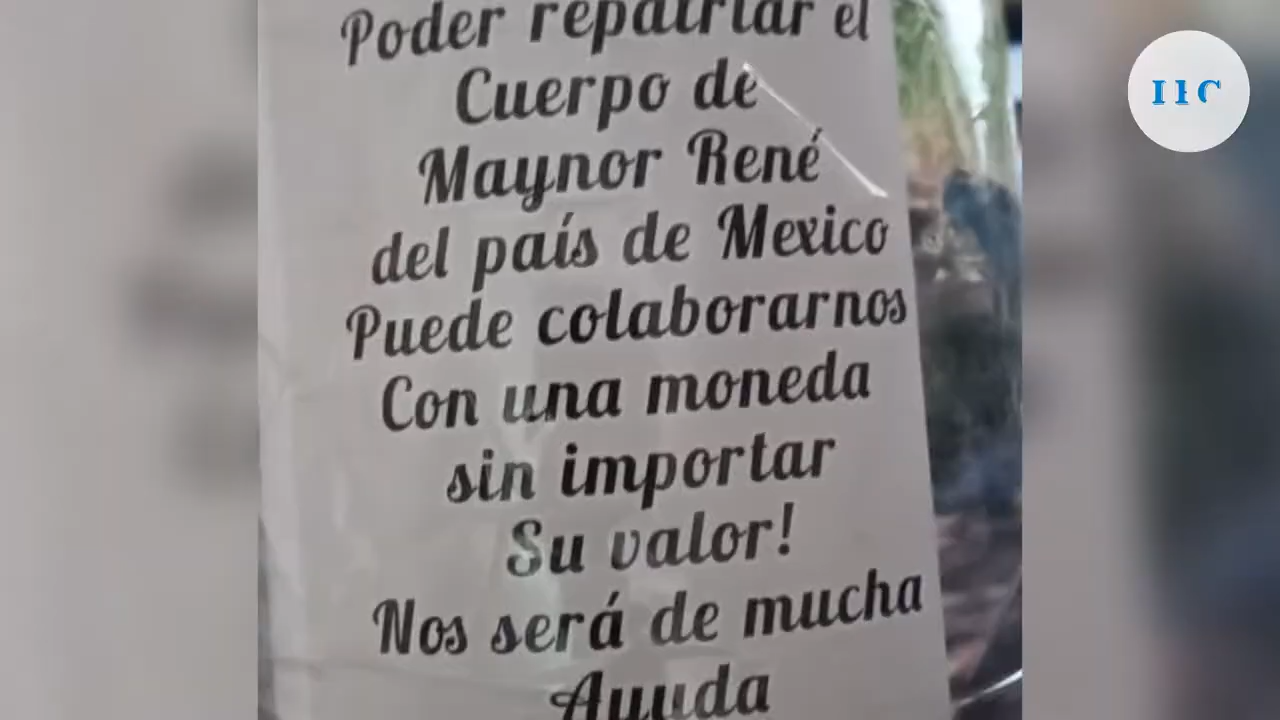 Poder repatriar el
Cuerpo de
Maynor René
del país de Mexico
Puede colaborarnos
Con una moneda
sin importar
Su valor!
Nos será de mucha
Ayuda